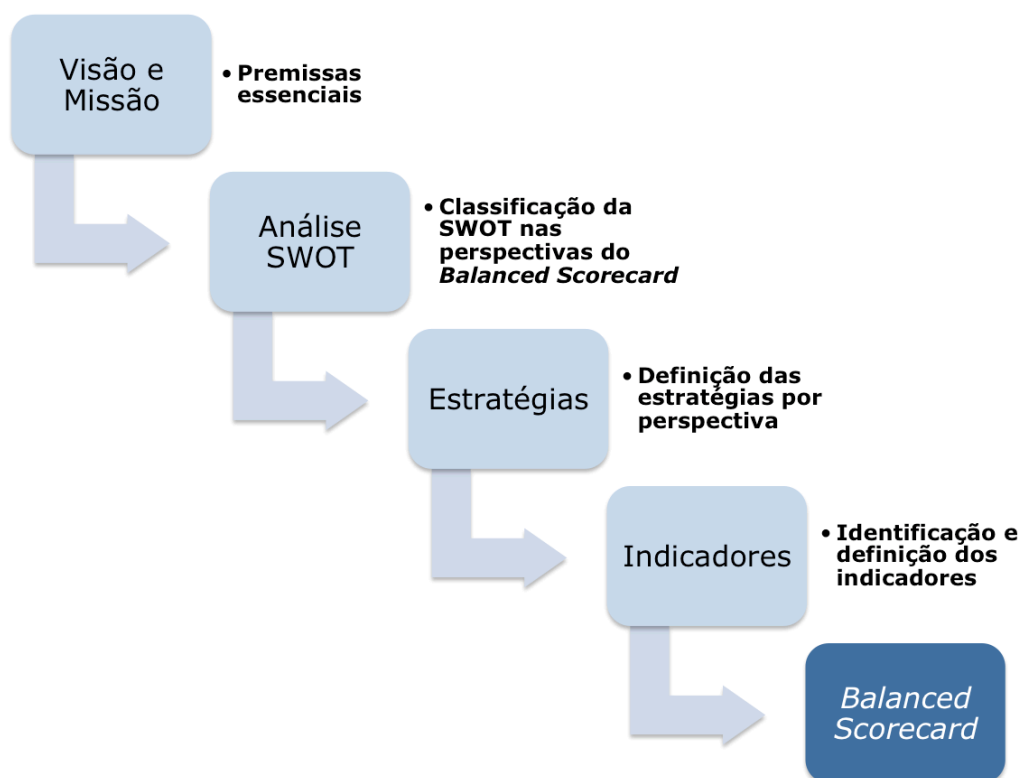 Visão e
Missão
• Premissas
essenciais
Análise
SWOT
• Classificação da
SWOT nas
perspectivas do
Balanced Scorecard
Estratégias
• Definição das
estratégias por
perspectiva
Indicadores
• Identificação e
definição dos
indicadores
Balanced
Scorecard